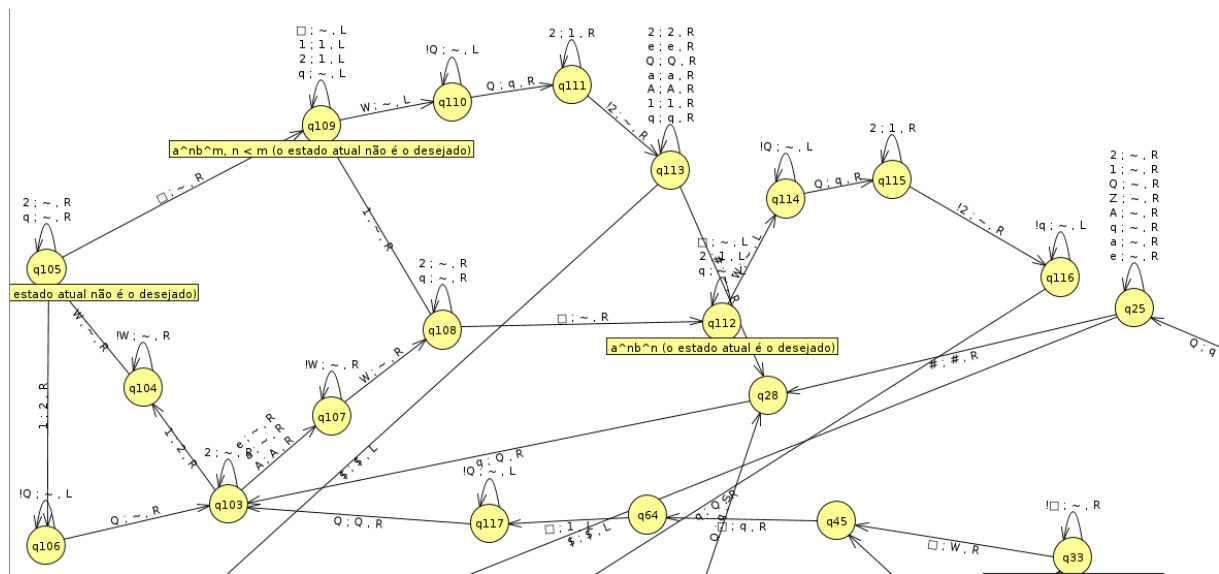 □ ; ~ , L
1 ; 1 , L
2 ; 1 , L
q ; ~ , L
q109
a^nb^m, n < m (o estado atual não é o desejado)
W ; ~ , L
!Q ; ~ , L
q110
Q ; q , R
2 ; 1 , R
q111
!2 ; ~ , R
2 ; 2 , R
e ; e , R
Q ; Q , R
a ; a , R
A ; A , R
1 ; 1 , R
q ; q , R
q113
!Q ; ~ , L
q114
Q ; q , R
2 ; 1 , R
q115
!2 ; ~ , R
!q ; ~ , L
q116
2 ; ~ , R
1 ; ~ , R
Q ; ~ , R
Z ; ~ , R
A ; ~ , R
q ; ~ , R
a ; ~ , R
e ; ~ , R
q25
Q ; q
□ ; ~ , R
2 ; ~ , R
q ; ~ , R
q105
estado atual não é o desejado)
W ; ~ , R
!W ; ~ , R
q104
1 ; 2 , R
1 ; 2 , R
1 ; ~ , R
2 ; ~ , R
q ; ~ , R
q108
□ ; ~ , R
□ ; ~ , L
2 ; 1 , L
q ; ~ , L
W ; ~ , L
q112
a^nb^n (o estado atual é o desejado)
!W ; ~ , R
q107
W ; ~ , R
e ; ~ , R
a ; ~ , R
A ; A , R
2 ; ~ , R
q103
# ; # , R
q28
q ; Q , R
$ ; $ , L
!Q ; ~ , L
q106
Q ; ~ , R
!Q ; ~ , L
q117
Q ; Q , R
□ ; 1 , L
q64
$ ; $ , L
□ ; q , R
q45
□ ; W , R
!□ ; ~ , R
q33